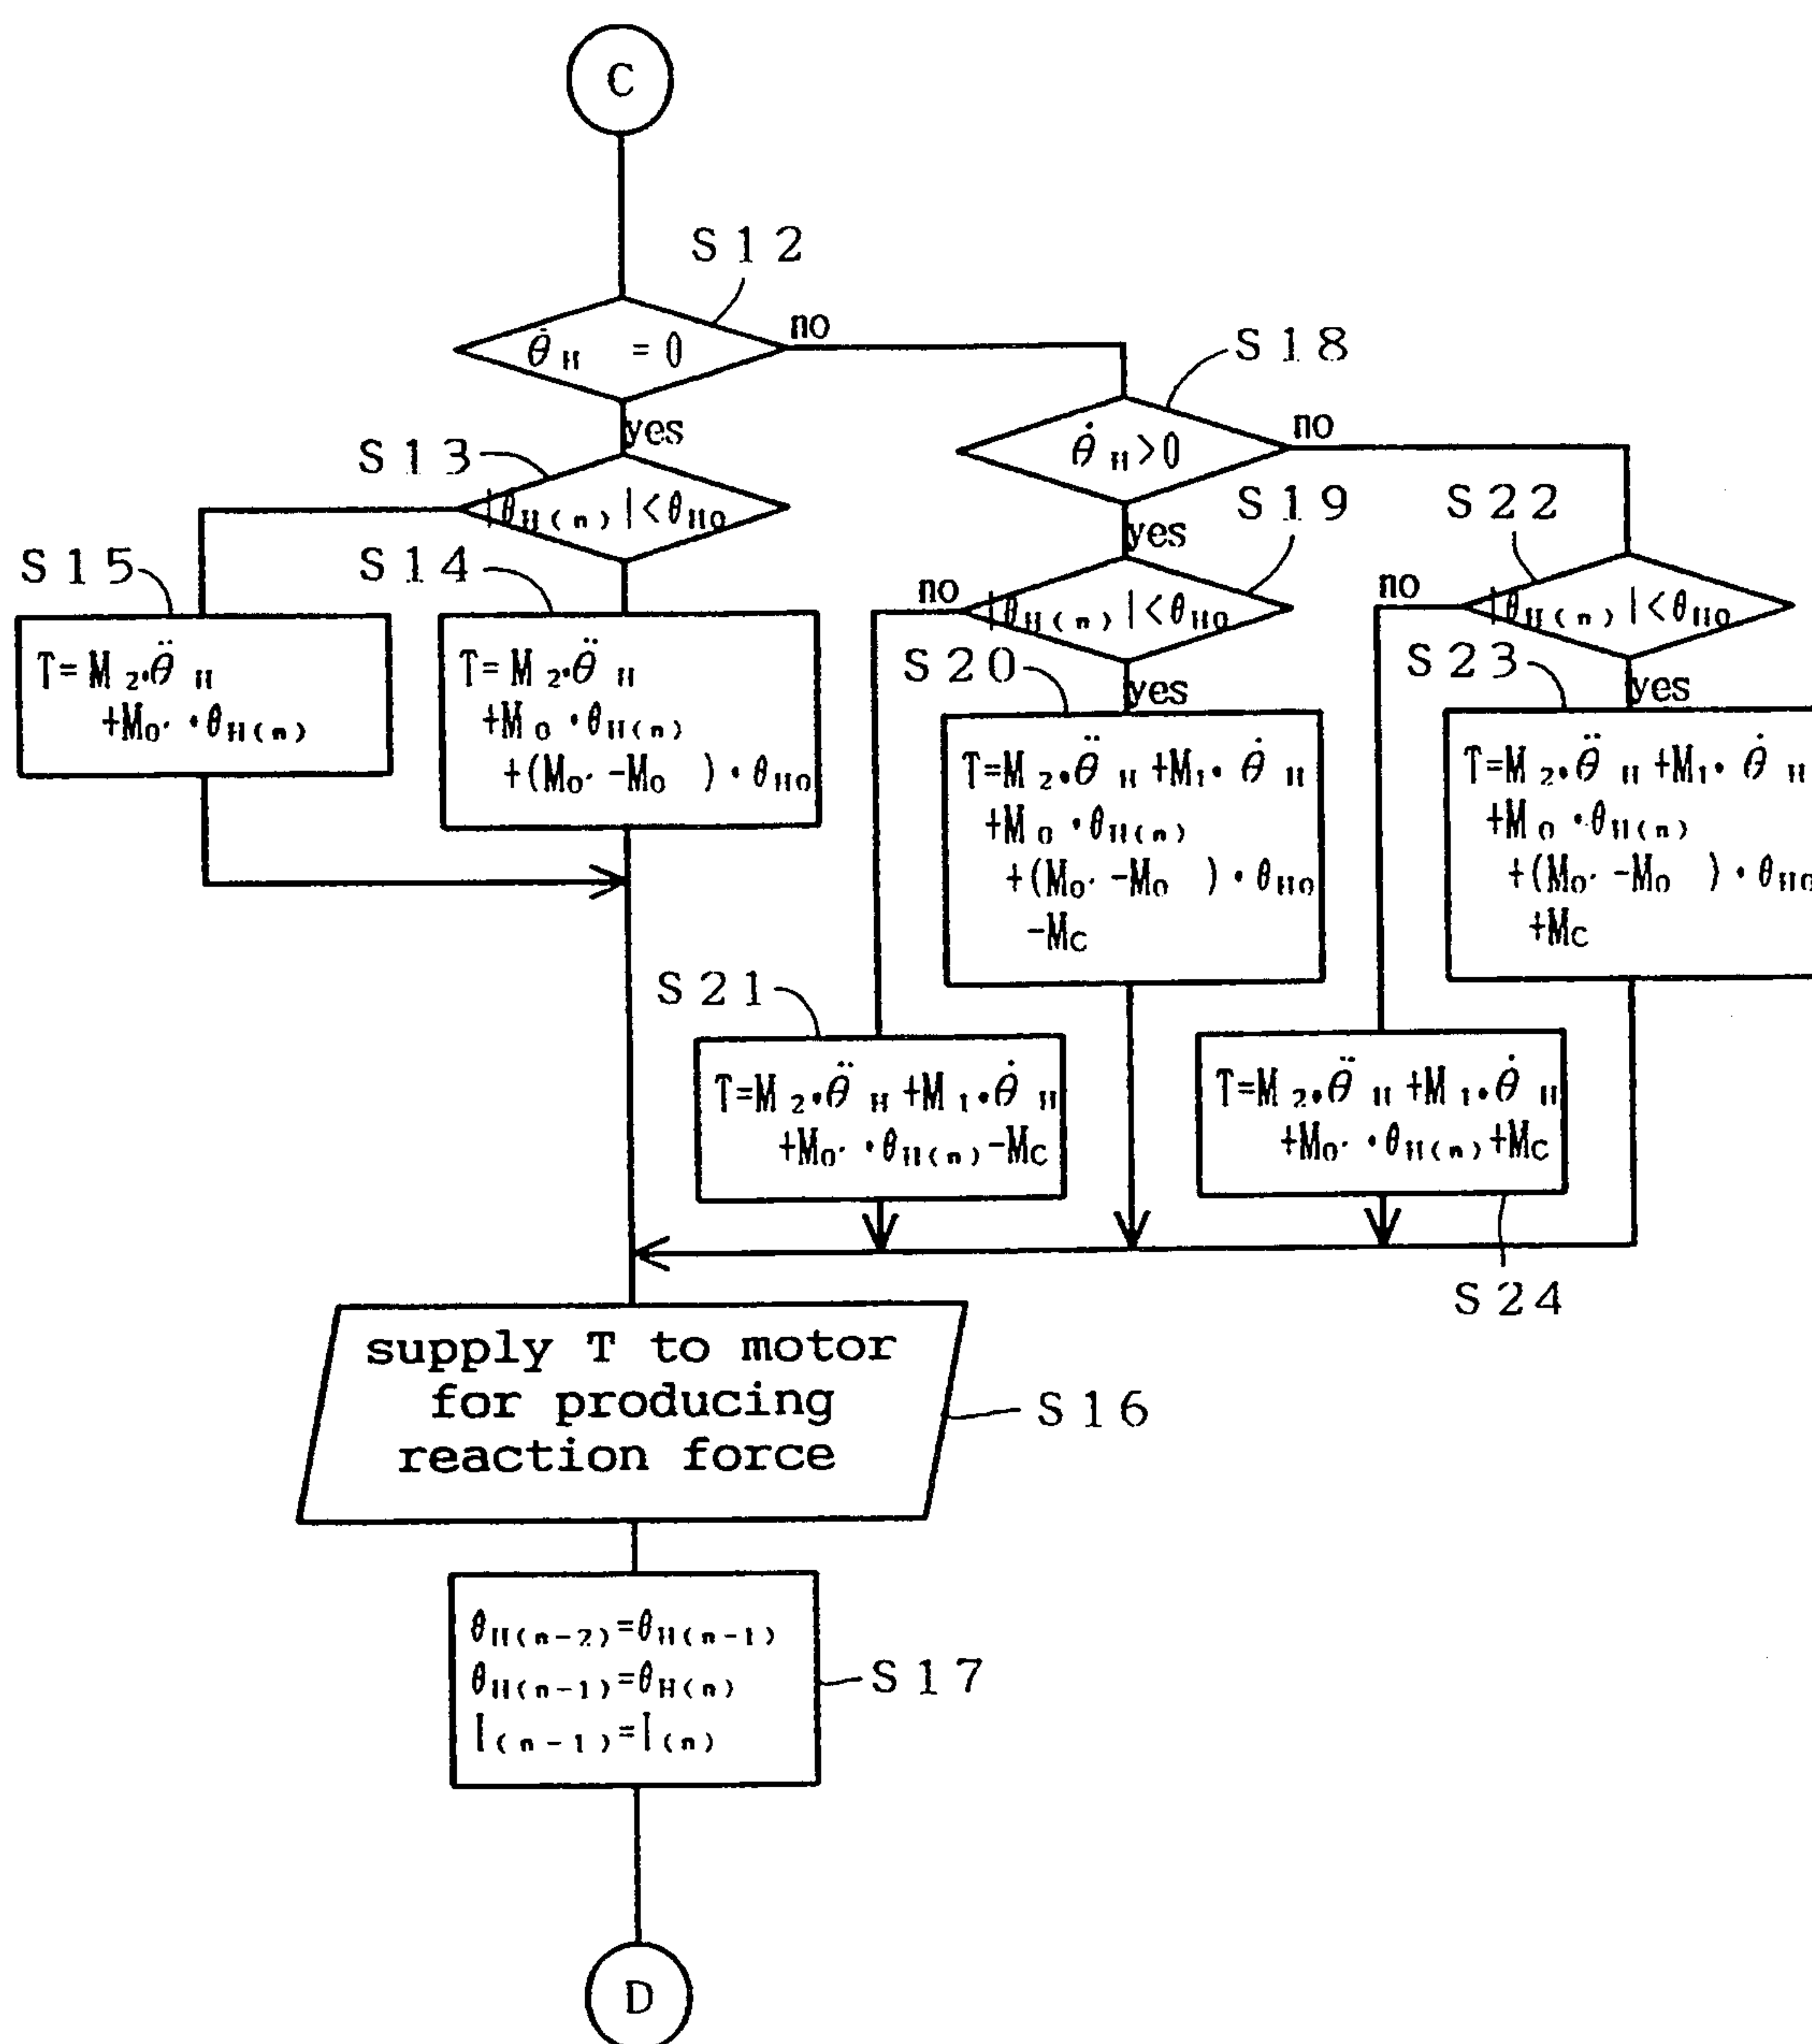 C
S12
θ̇H = 0
no
yes
S18
θ̇H>0
no
yes
S13
|θH(n)|<θH0
S19
|θH(n)|<θH0
no
yes
S22
|θH(n)|<θH0
no
yes
S15
T=M2·θ̈H
+M0'·θH(n)
S14
T=M2·θ̈H
+M0·θH(n)
+(M0'-M0)·θH0
S20
T=M2·θ̈H+M1·θ̇H
+M0·θH(n)
+(M0'-M0)·θH0
-MC
S23
T=M2·θ̈H+M1·θ̇H
+M0·θH(n)
+(M0'-M0)·θH0
+MC
S21
T=M2·θ̈H+M1·θ̇H
+M0'·θH(n)-MC
T=M2·θ̈H+M1·θ̇H
+M0'·θH(n)+MC
S24
supply T to motor
for producing
reaction force
S16
θH(n-2)=θH(n-1)
θH(n-1)=θH(n)
I(n-1)=I(n)
S17
D